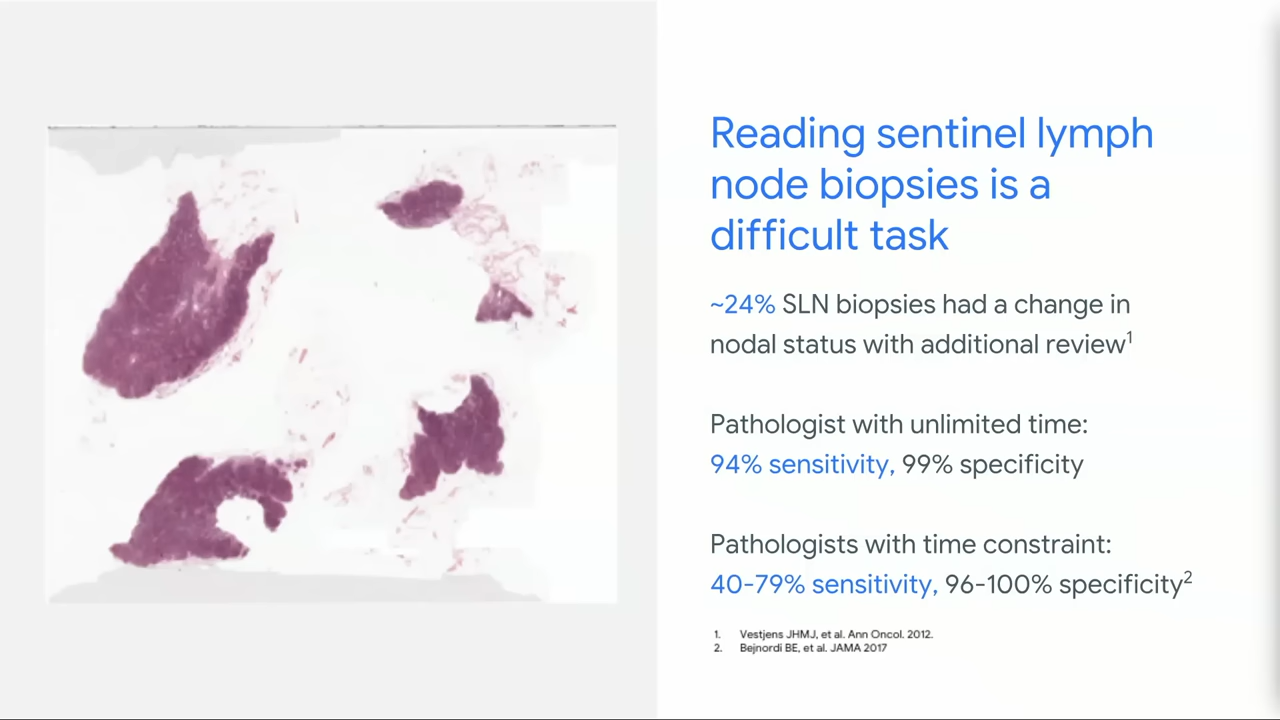 Reading sentinel lymph
node biopsies is a
difficult task
~24% SLN biopsies had a change in
nodal status with additional review¹
Pathologist with unlimited time:
94% sensitivity, 99% specificity
Pathologists with time constraint:
40-79% sensitivity, 96-100% specificity²
1. Vestjens JHMJ, et al. Ann Oncol. 2012.
2. Bejnordi BE, et al. JAMA 2017